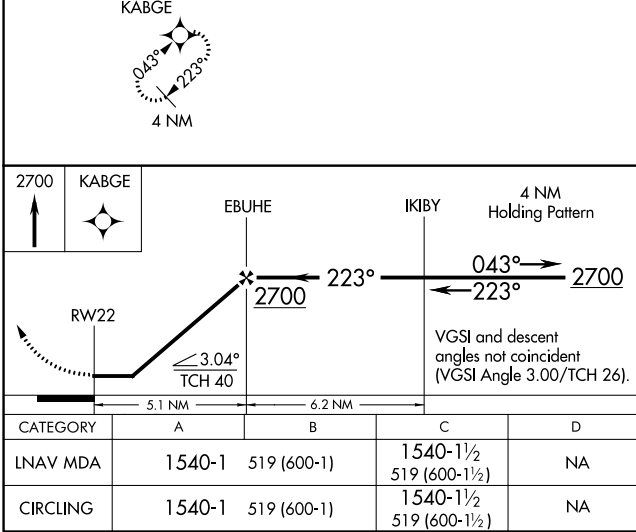 KABGE
043°
223°
4 NM
2700 KABGE
EBUHE IKIBY 4 NM
Holding Pattern
223° 043° 2700
2700 223°
RW22
3.04°
TCH 40
VGSI and descent
angles not coincident
(VGSI Angle 3.00/TCH 26).
5.1 NM 6.2 NM
CATEGORY A B C D
LNAV MDA 1540-1 519 (600-1) 1540-1½ NA
519 (600-1½)
CIRCLING 1540-1 519 (600-1) 1540-1½ NA
519 (600-1½)